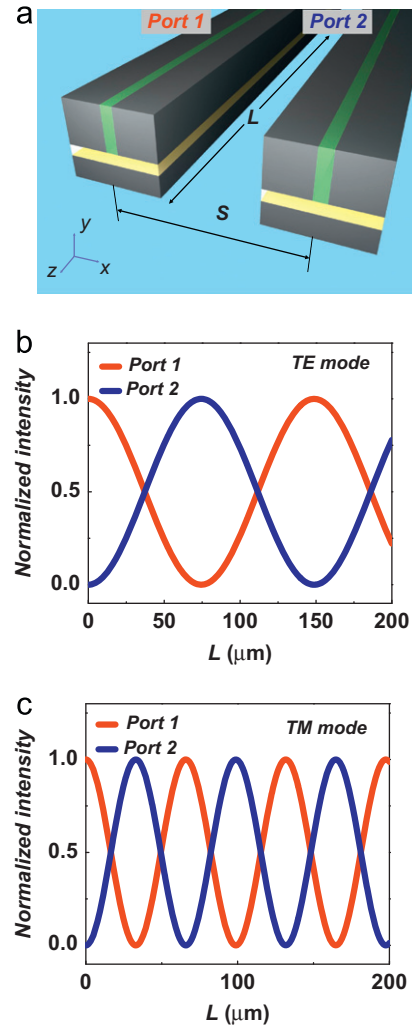 a
Port 1 Port 2
L
S
y
z x
b
Port 1
Port 2
TE mode
Normalized intensity
1.0
0.5
0.0
0 50 100 150 200
L (μm)
c
Port 1
Port 2
TM mode
Normalized intensity
1.0
0.5
0.0
0 100 200
L (μm)